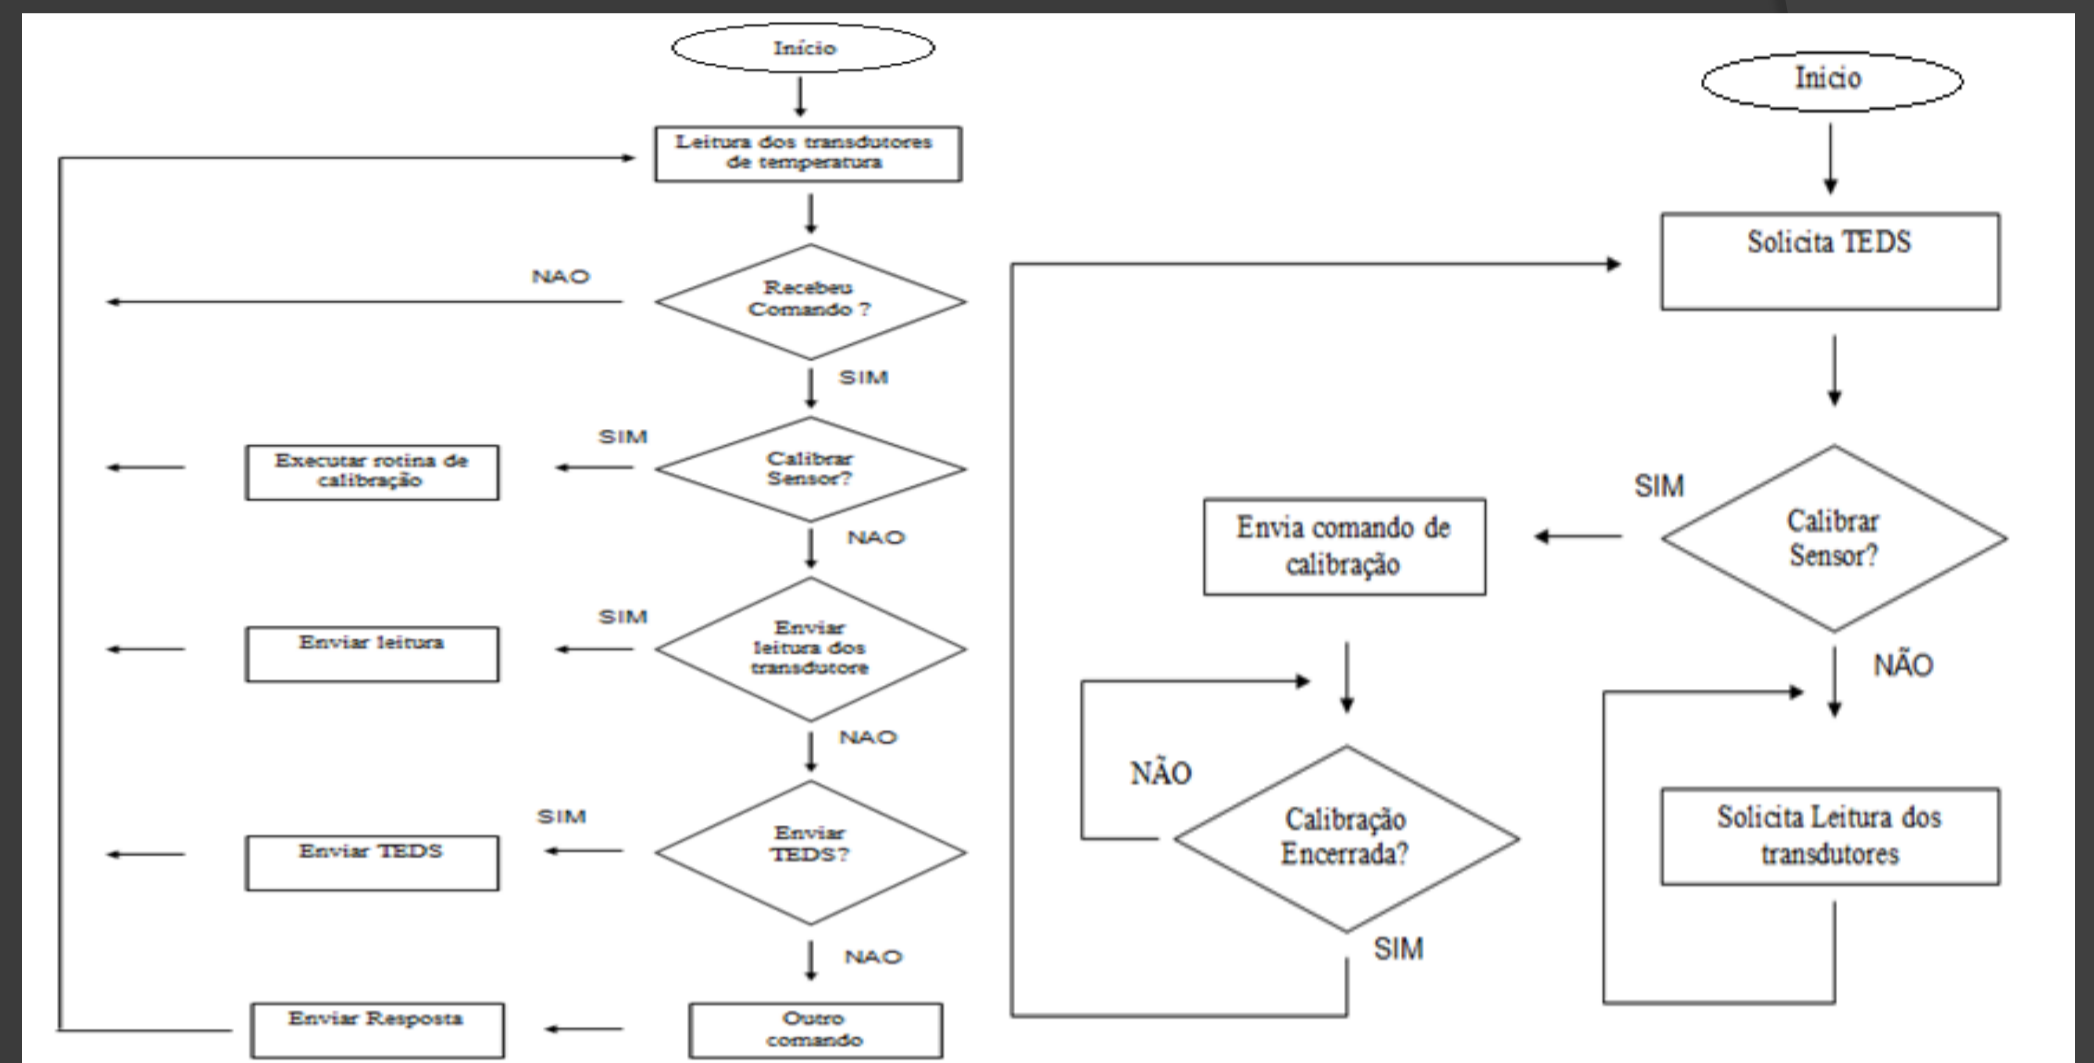 Início
Leitura dos transdutores
de temperatura
NAO
Recebeu
Comando ?
SIM
SIM
Calibrar
Sensor?
Executar rotina de
calibração
NAO
SIM
Enviar
leitura dos
transdutore
Enviar leitura
NAO
SIM
Enviar
TEDS?
Enviar TEDS
NAO
Outro
comando
Enviar Resposta
Inicio
Solicita TEDS
SIM
Calibrar
Sensor?
Envia comando de
calibração
NÃO
NÃO
Calibração
Encerrada?
SIM
Solicita Leitura dos
transdutores